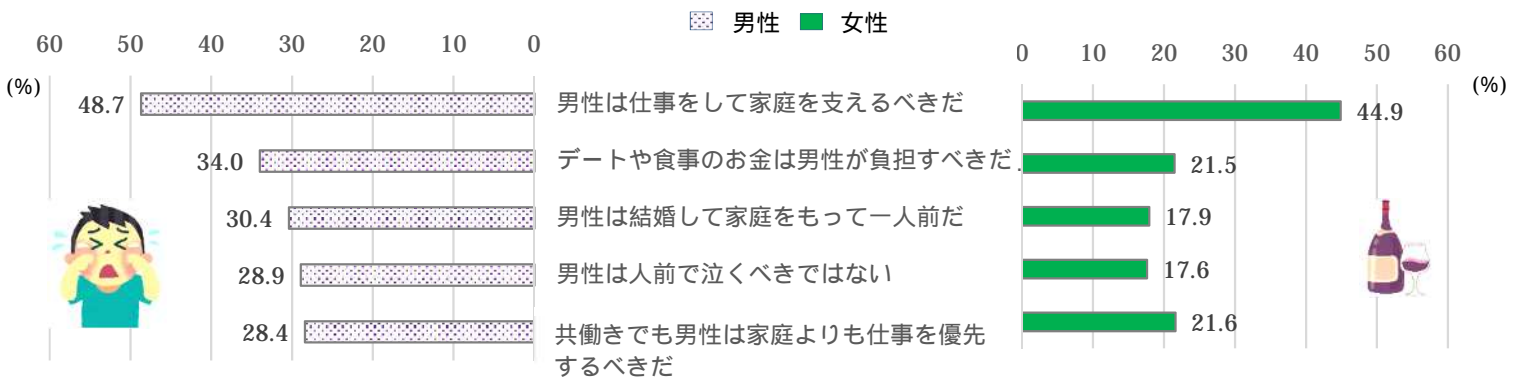 男性 女性
60 50 40 30 20 10 0
0 10 20 30 40 50 60
(%)
(%)
48.7 男性は仕事をして家庭を支えるべきだ 44.9
34.0 デートや食事のお金は男性が負担すべきだ. 21.5
30.4 男性は結婚して家庭をもって一人前だ 17.9
28.9 男性は人前で泣くべきではない 17.6
28.4 共働きでも男性は家庭よりも仕事を優先 21.6
するべきだ